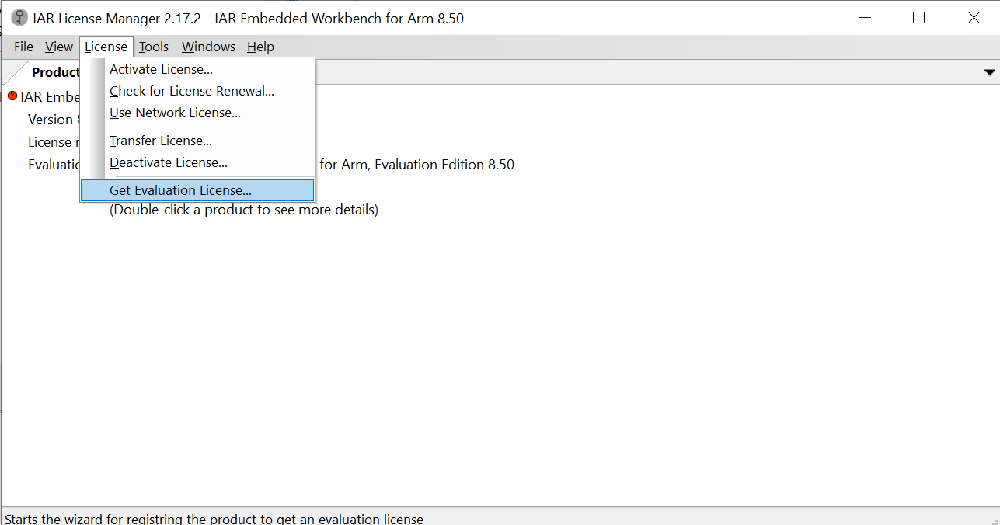 IAR License Manager 2.17.2 - IAR Embedded Workbench for Arm 8.50
File View License Tools Windows Help
Product
Activate License...
Check for License Renewal...
Use Network License...
Transfer License...
Deactivate License...
Get Evaluation License...
IAR Embe
Version
License
for Arm, Evaluation Edition 8.50
(Double-click a product to see more details)
Starts the wizard for registring the product to get an evaluation license